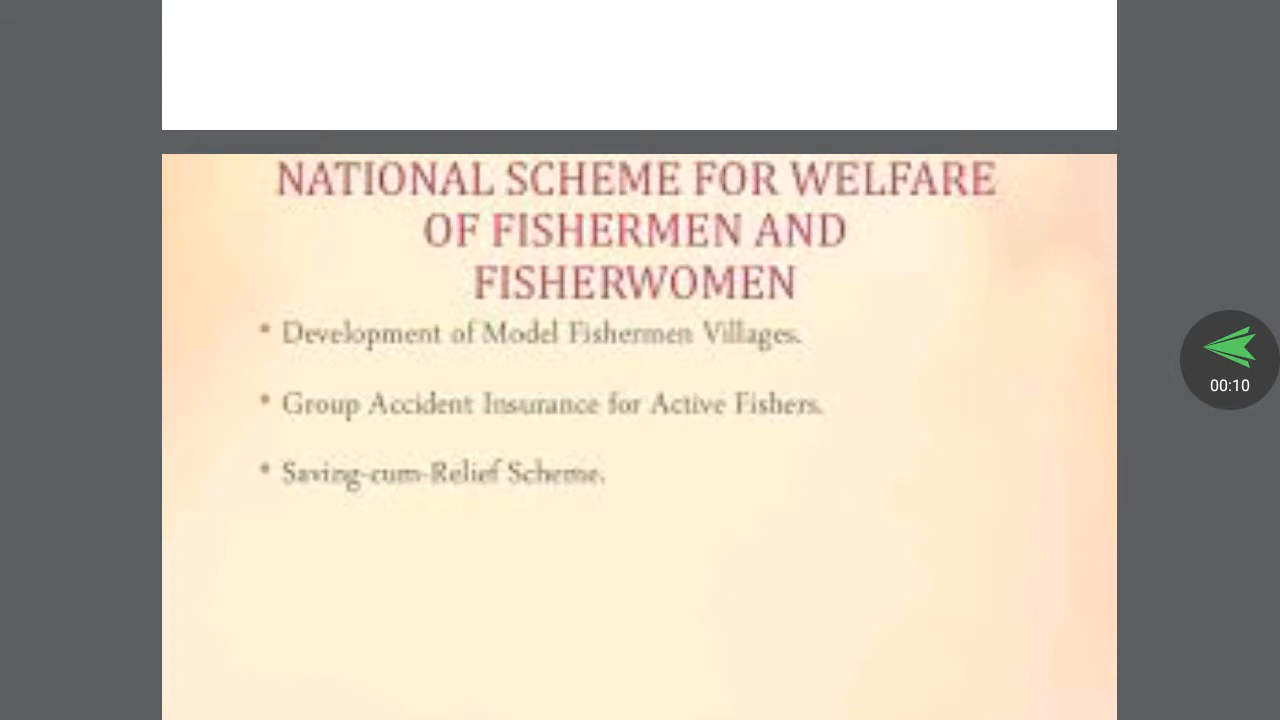 NATIONAL SCHEME FOR WELFARE
OF FISHERMEN AND
FISHERWOMEN
* Development of Model Fishermen Villages.
* Group Accident Insurance for Active Fishers.
* Saving-cum-Relief Scheme.
00:10